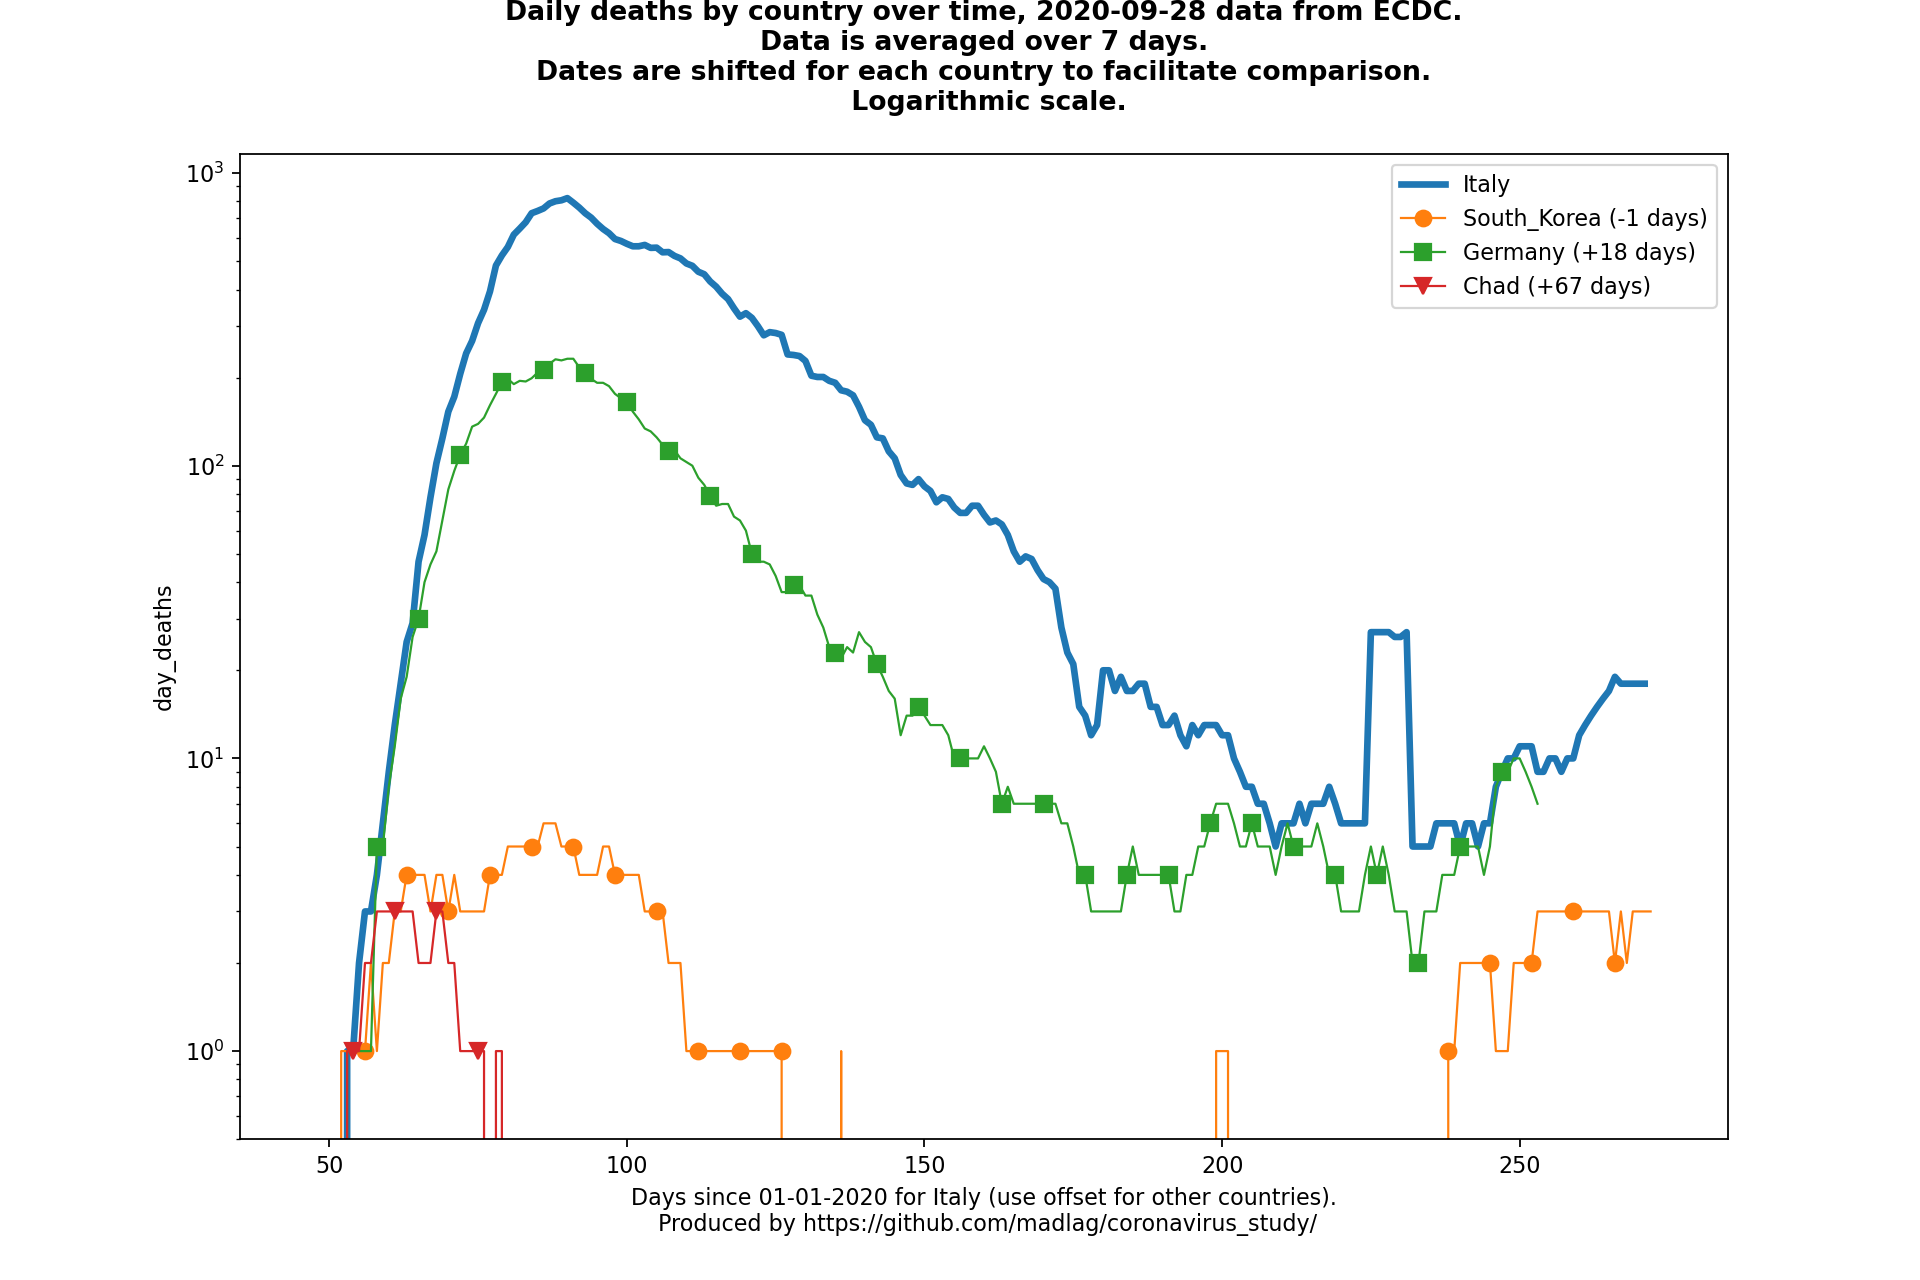 Daily deaths by country over time, 2020-09-28 data from ECDC.
Data is averaged over 7 days.
Dates are shifted for each country to facilitate comparison.
Logarithmic scale.
10³
10²
10¹
10⁰
day_deaths
Italy
South_Korea (-1 days)
Germany (+18 days)
Chad (+67 days)
50 100 150 200 250
Days since 01-01-2020 for Italy (use offset for other countries).
Produced by https://github.com/madlag/coronavirus_study/